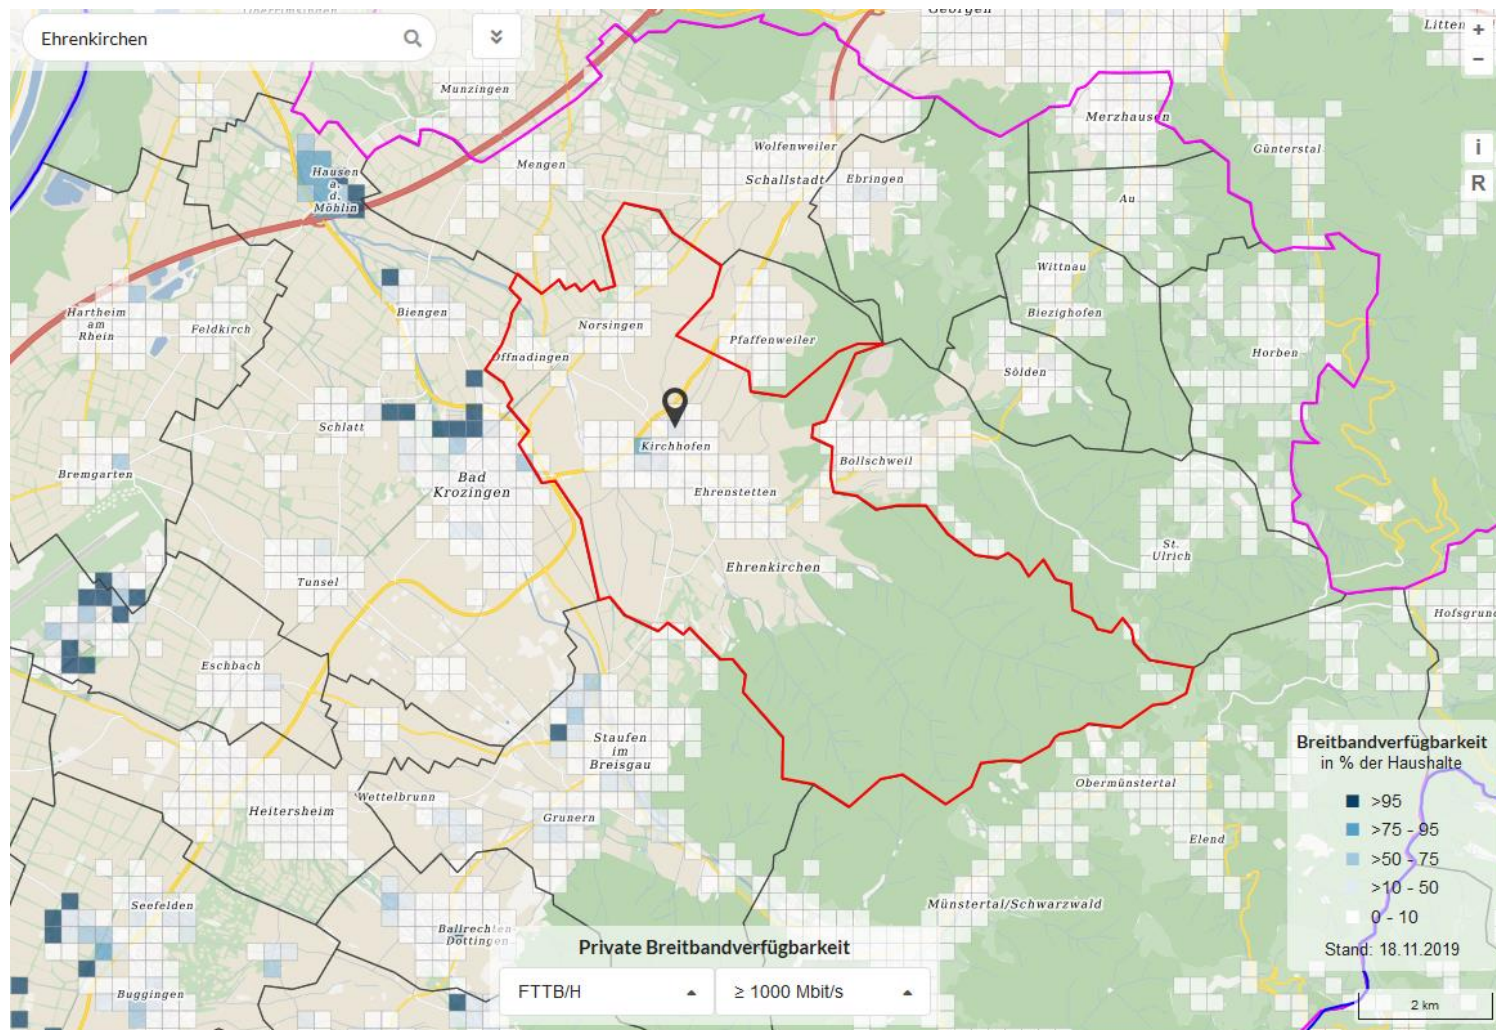 Georgen
Ehrenkirchen
Litten
+
−
Munzingen
Merzhausen
i
Mengen
Wolfenweiler
Günterstal
Hausen
a.
d.
Möhlin
Schallstadt
Ebringen
R
Au
Wittnau
Hartheim
am
Rhein
Feldkirch
Biengen
Norsingen
Biezighofen
Offnadingen
Pfaffenweiler
Horben
Sölden
Schlatt
Kirchhofen
Bremgarten
Bad
Krozingen
Bollschweil
Ehrenstetten
St.
Ulrich
Tunsel
Ehrenkirchen
Hofsgrund
Eschbach
Staufen
im
Breisgau
Breitbandverfügbarkeit
in % der Haushalte
>95
>75 - 95
>50 - 75
>10 - 50
0 - 10
Stand: 18.11.2019
Obermünstertal
Wettelbrunn
Heitersheim
Grunern
Elend
Seefelden
Münstertal/Schwarzwald
Ballrechten
Dottingen
Private Breitbandverfügbarkeit
FTTB/H
≥ 1000 Mbit/s
Buggingen
2 km